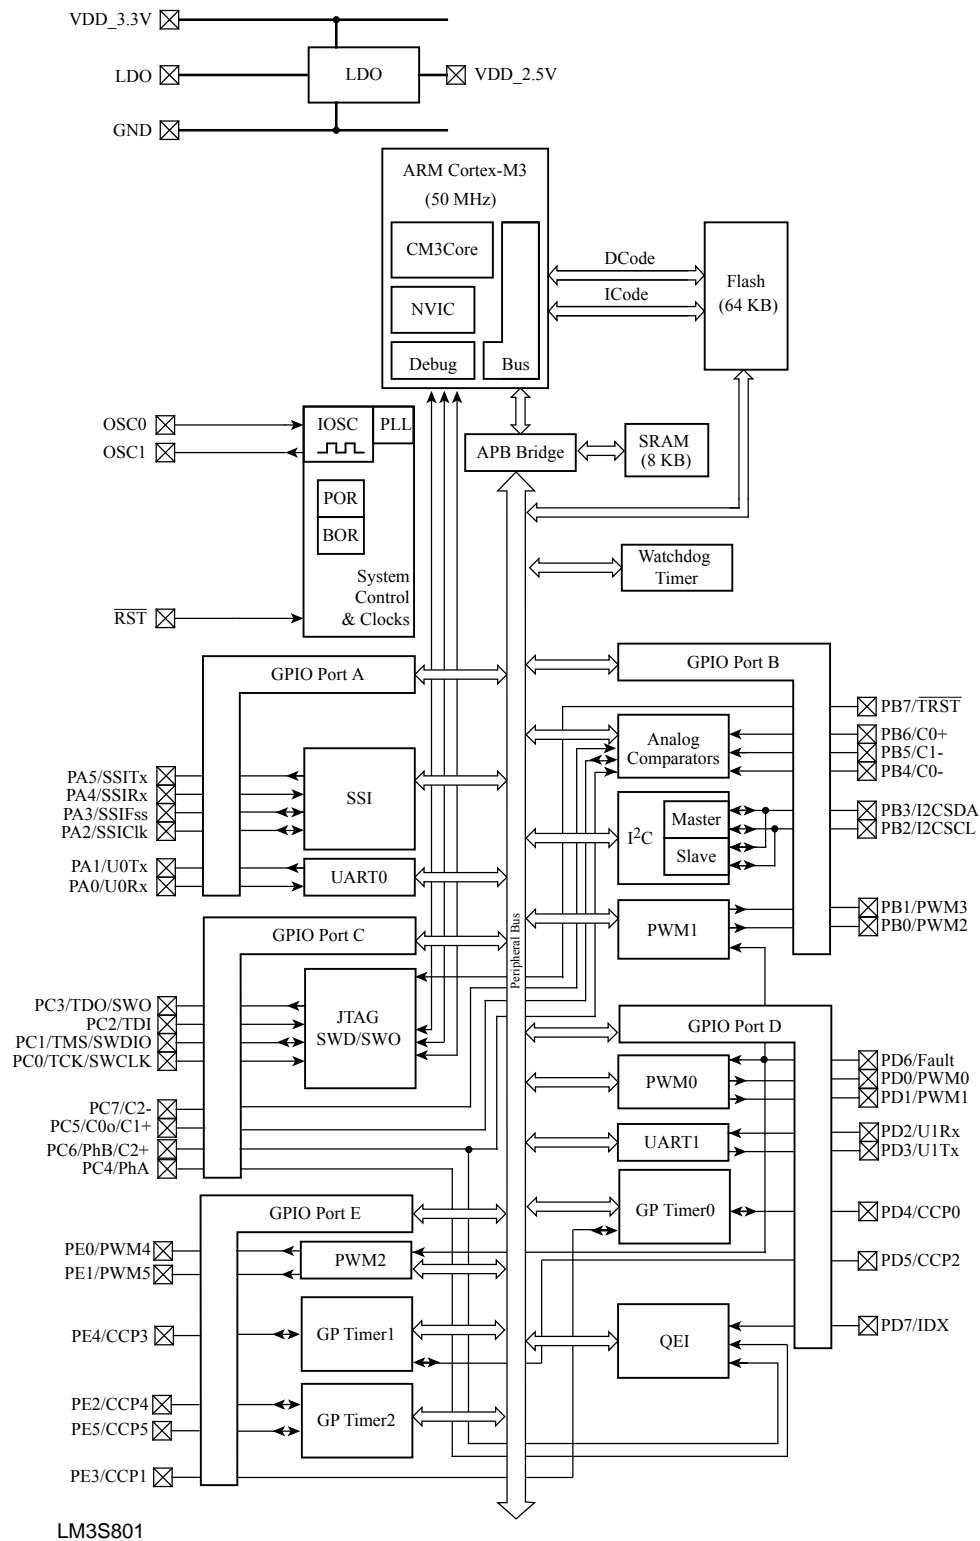 VDD_3.3V
LDO
LDO
VDD_2.5V
GND
ARM Cortex-M3
(50 MHz)
CM3Core
NVIC
Debug
Bus
DCode
ICode
Flash
(64 KB)
OSC0
OSC1
IOSC
PLL
POR
BOR
System
Control
& Clocks
RST
APB Bridge
SRAM
(8 KB)
Watchdog
Timer
GPIO Port A
PA5/SSITx
PA4/SSIRx
PA3/SSIFss
PA2/SSIClk
SSI
PA1/U0Tx
PA0/U0Rx
UART0
GPIO Port B
PB7/TRST
PB6/C0+
PB5/C1-
PB4/C0-
Analog
Comparators
PB3/I2CSDA
PB2/I2CSCL
I²C
Master
Slave
PB1/PWM3
PB0/PWM2
PWM1
Peripheral Bus
GPIO Port C
PC3/TDO/SWO
PC2/TDI
PC1/TMS/SWDIO
PC0/TCK/SWCLK
JTAG
SWD/SWO
PC7/C2-
PC5/C0o/C1+
PC6/PhB/C2+
PC4/PhA
GPIO Port D
PD6/Fault
PD0/PWM0
PD1/PWM1
PWM0
PD2/U1Rx
PD3/U1Tx
UART1
PD4/CCP0
GP Timer0
PD5/CCP2
PD7/IDX
QEI
GPIO Port E
PE0/PWM4
PE1/PWM5
PWM2
PE4/CCP3
GP Timer1
PE2/CCP4
PE5/CCP5
GP Timer2
PE3/CCP1
LM3S801